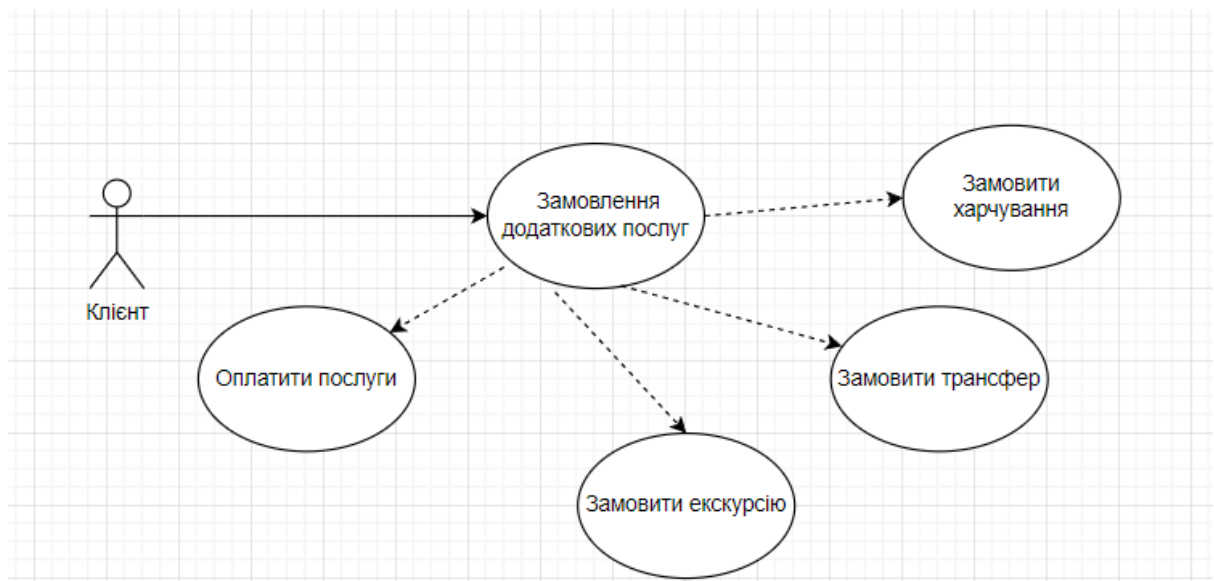 Замовлення
додаткових послуг
Замовити
харчування
Клієнт
Оплатити послуги
Замовити трансфер
Замовити екскурсію